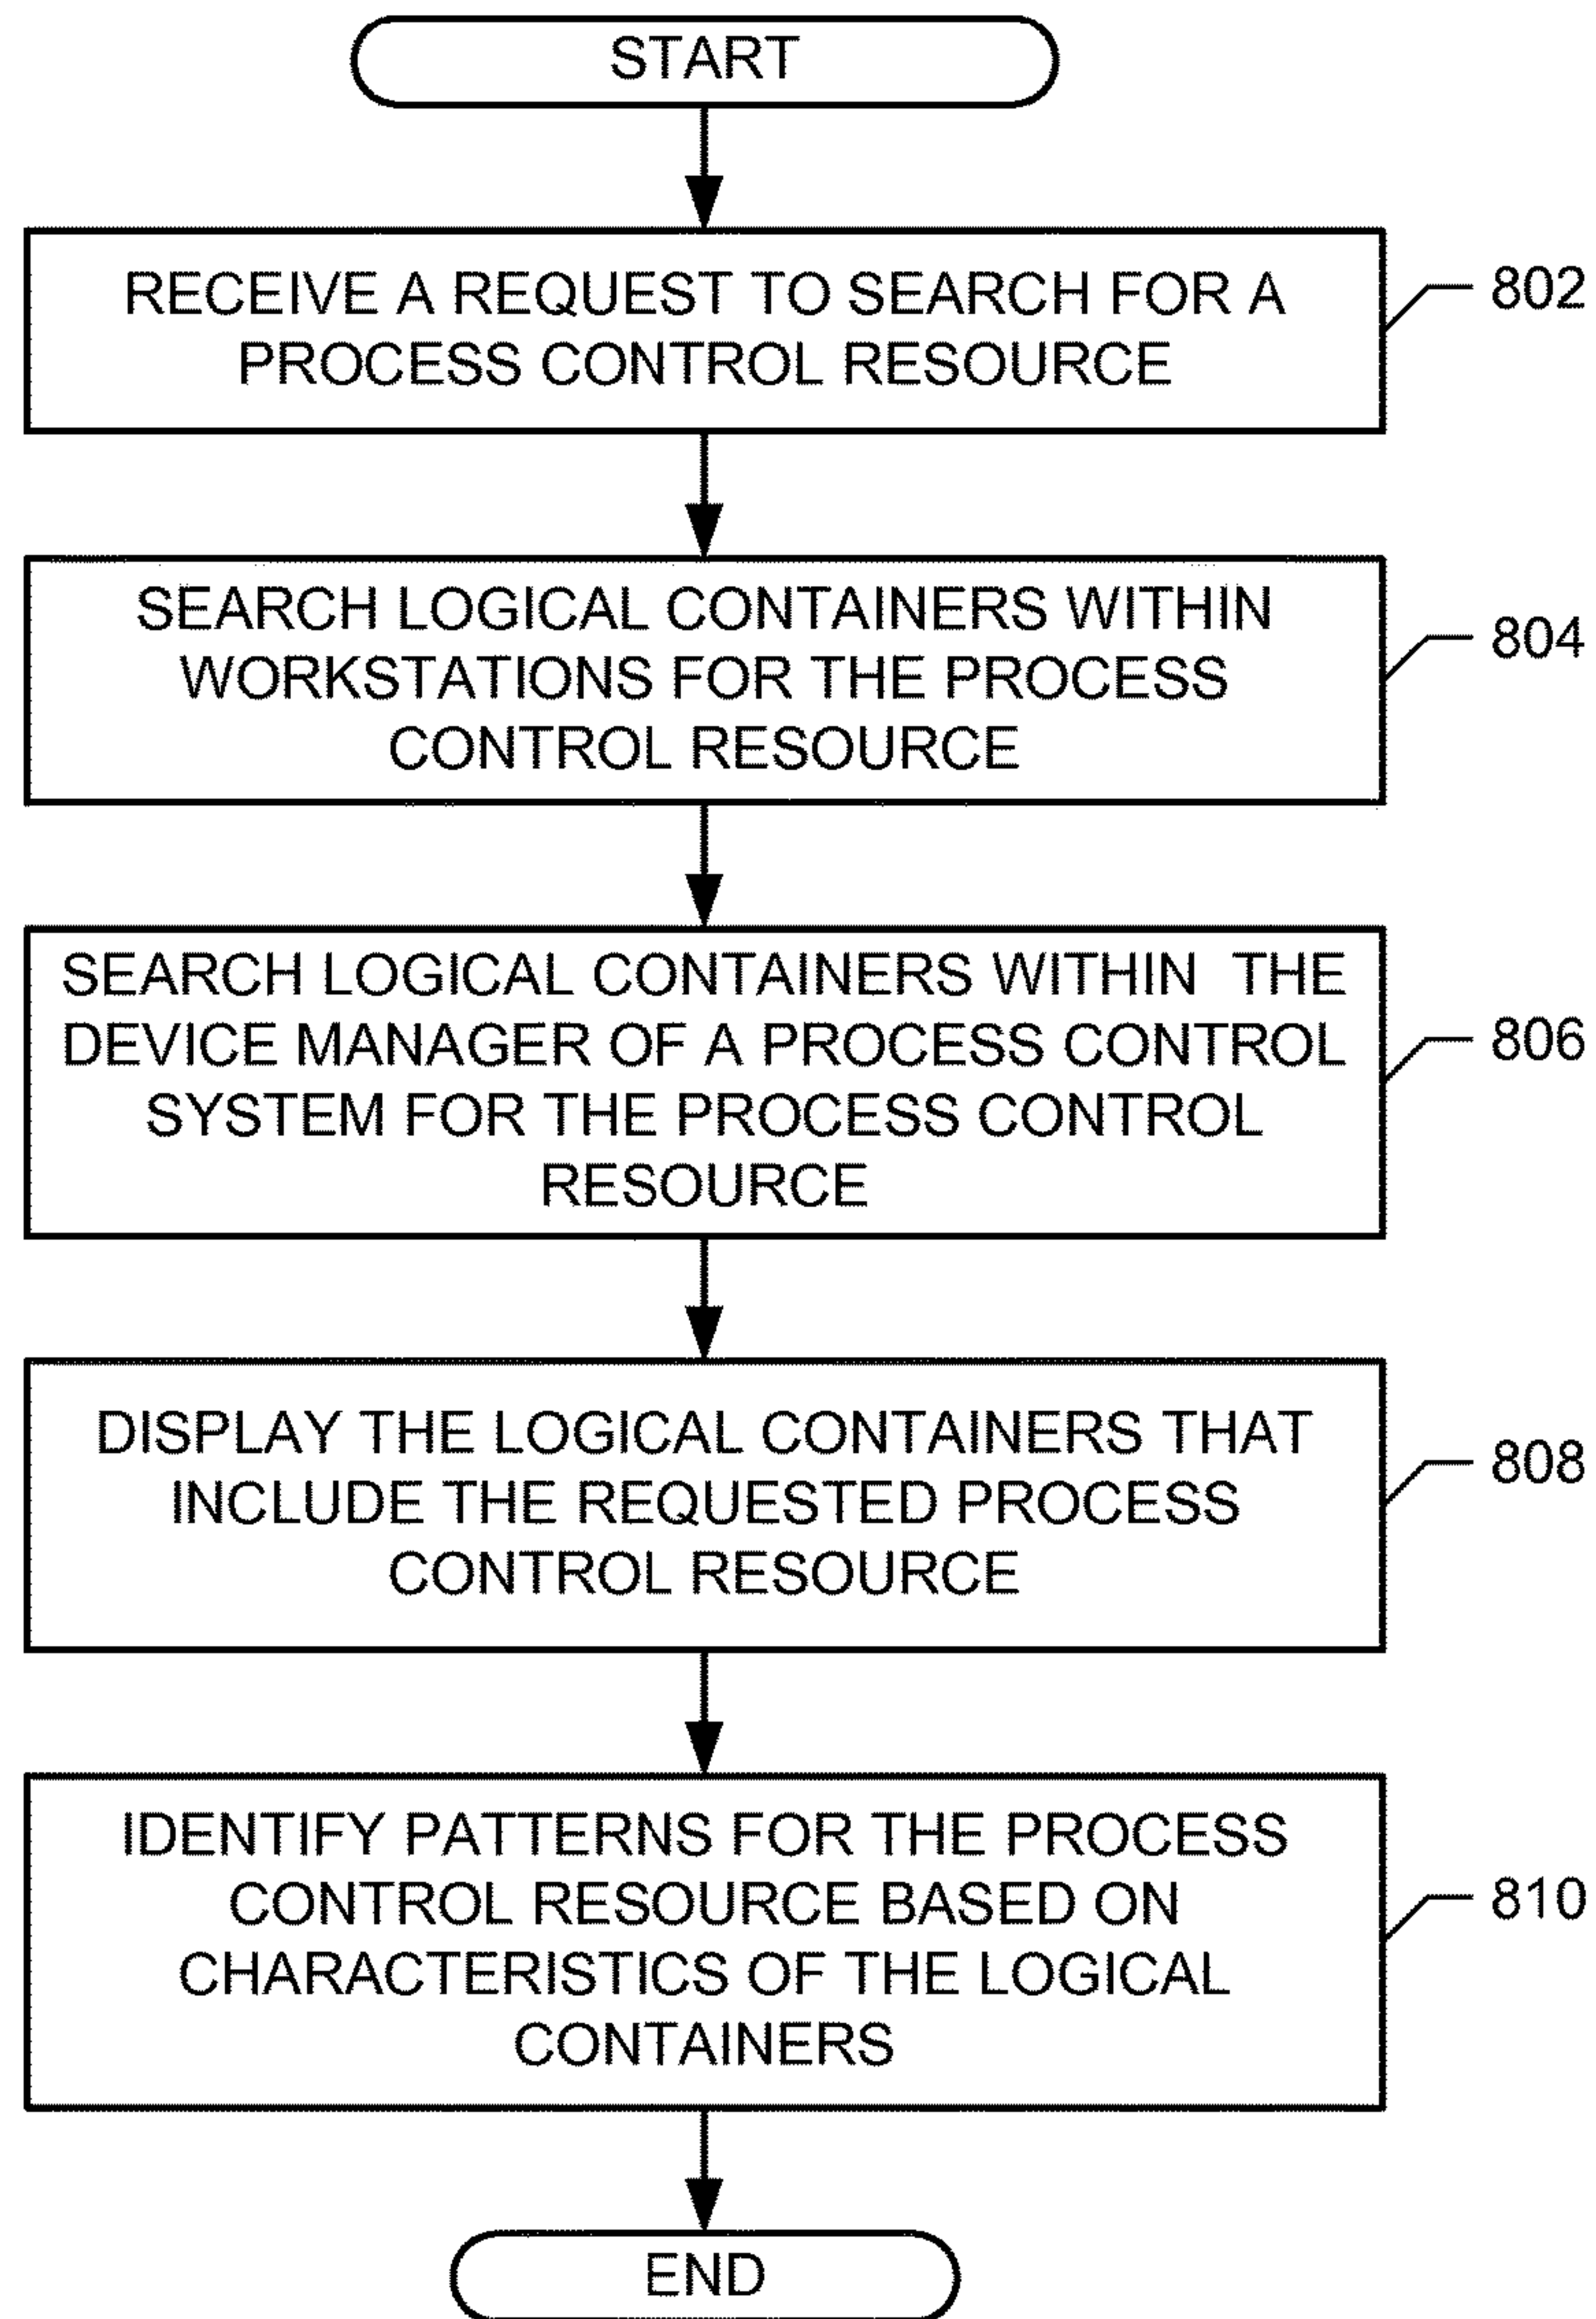 START
RECEIVE A REQUEST TO SEARCH FOR A
PROCESS CONTROL RESOURCE
802
SEARCH LOGICAL CONTAINERS WITHIN
WORKSTATIONS FOR THE PROCESS
CONTROL RESOURCE
804
SEARCH LOGICAL CONTAINERS WITHIN THE
DEVICE MANAGER OF A PROCESS CONTROL
SYSTEM FOR THE PROCESS CONTROL
RESOURCE
806
DISPLAY THE LOGICAL CONTAINERS THAT
INCLUDE THE REQUESTED PROCESS
CONTROL RESOURCE
808
IDENTIFY PATTERNS FOR THE PROCESS
CONTROL RESOURCE BASED ON
CHARACTERISTICS OF THE LOGICAL
CONTAINERS
810
END